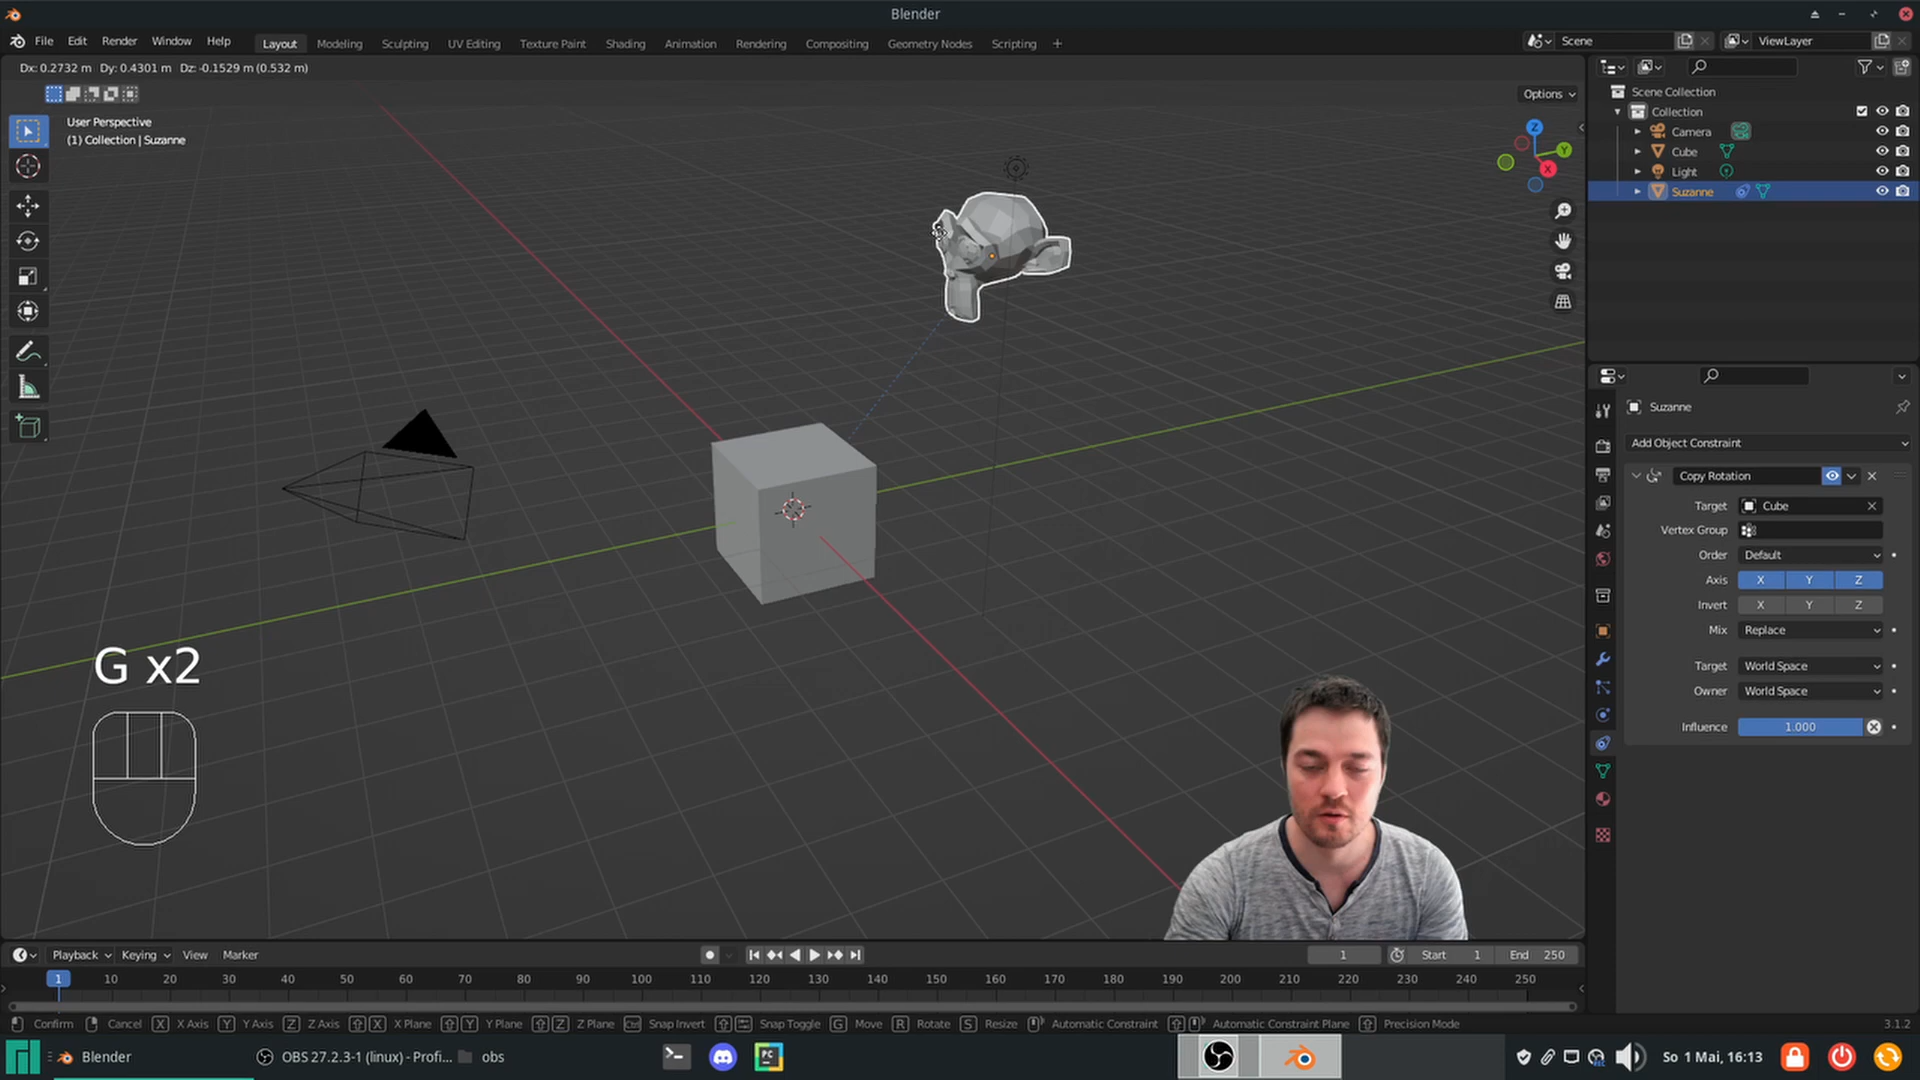 Blender
File Edit Render Window Help
Layout Modeling Sculpting UV Editing Texture Paint Shading Animation Rendering Compositing Geometry Nodes Scripting +
Scene
ViewLayer
Dx: 0.2732 m Dy: 0.4301 m Dz: -0.1529 m (0.532 m)
Options
User Perspective
(1) Collection | Suzanne
Z
Y
X
Scene Collection
Collection
Camera
Cube
Light
Suzanne
Suzanne
Add Object Constraint
Copy Rotation
Target Cube
Vertex Group
Order Default
Axis X Y Z
Invert X Y Z
Mix Replace
Target World Space
Owner World Space
Influence 1.000
G x2
Playback Keying View Marker
1 Start 1 End 250
1 10 20 30 40 50 60 70 80 90 100 110 120 130 140 150 160 170 180 190 200 210 220 230 240 250
Confirm Cancel X X Axis Y Y Axis Z Z Axis X X Plane Y Y Plane Z Z Plane Ctrl Snap Invert Snap Toggle G Move R Rotate S Resize Automatic Constraint Automatic Constraint Plane Precision Mode 3.1.2
Blender OBS 27.2.3-1 (linux) - Profi... obs PC So 1 Mai, 16:13